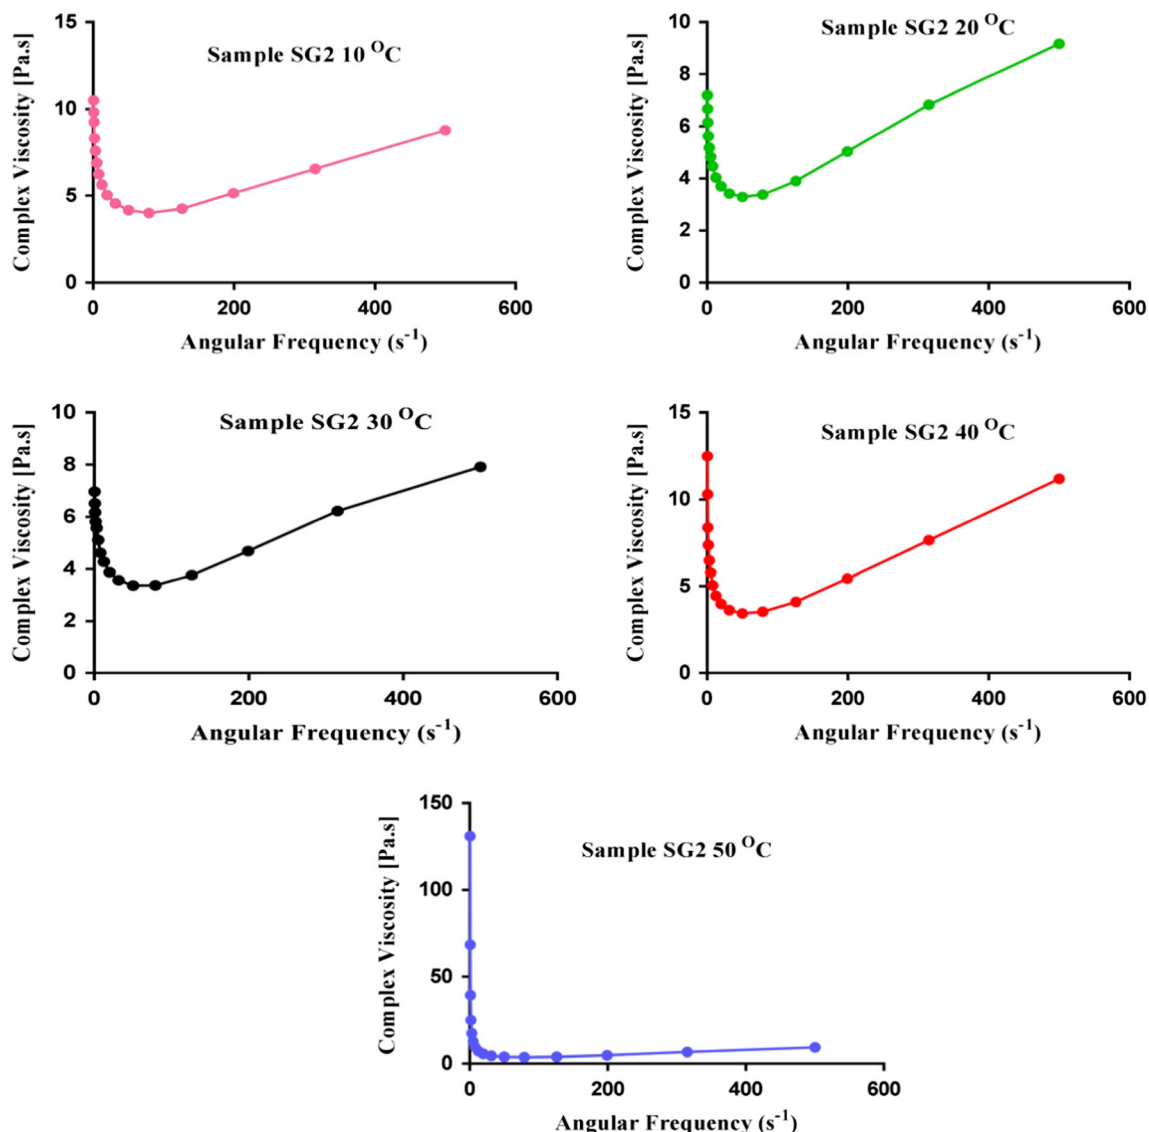 Sample SG2 10 ᴼC
Complex Viscosity [Pa.s]
15
10
5
0
0 200 400 600
Angular Frequency (s⁻¹)
Sample SG2 20 ᴼC
Complex Viscosity [Pa.s]
10
8
6
4
2
0
0 200 400 600
Angular Frequency (s⁻¹)
Sample SG2 30 ᴼC
Complex Viscosity [Pa.s]
10
8
6
4
2
0
0 200 400 600
Angular Frequency (s⁻¹)
Sample SG2 40 ᴼC
Complex Viscosity [Pa.s]
15
10
5
0
0 200 400 600
Angular Frequency (s⁻¹)
Sample SG2 50 ᴼC
Complex Viscosity [Pa.s]
150
100
50
0
0 200 400 600
Angular Frequency (s⁻¹)